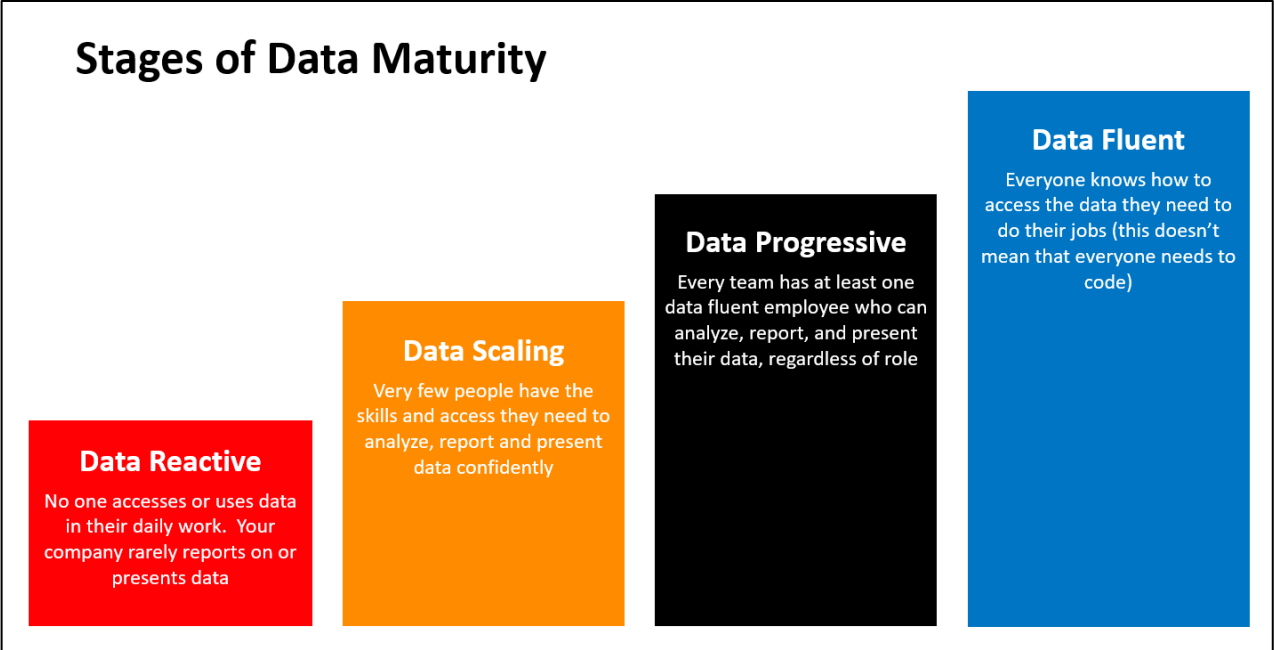 Stages of Data Maturity
Data Reactive
No one accesses or uses data
in their daily work.  Your
company rarely reports on or
presents data
Data Scaling
Very few people have the
skills and access they need to
analyze, report and present
data confidently
Data Progressive
Every team has at least one
data fluent employee who can
analyze, report, and present
their data, regardless of role
Data Fluent
Everyone knows how to
access the data they need to
do their jobs (this doesn’t
mean that everyone needs to
code)